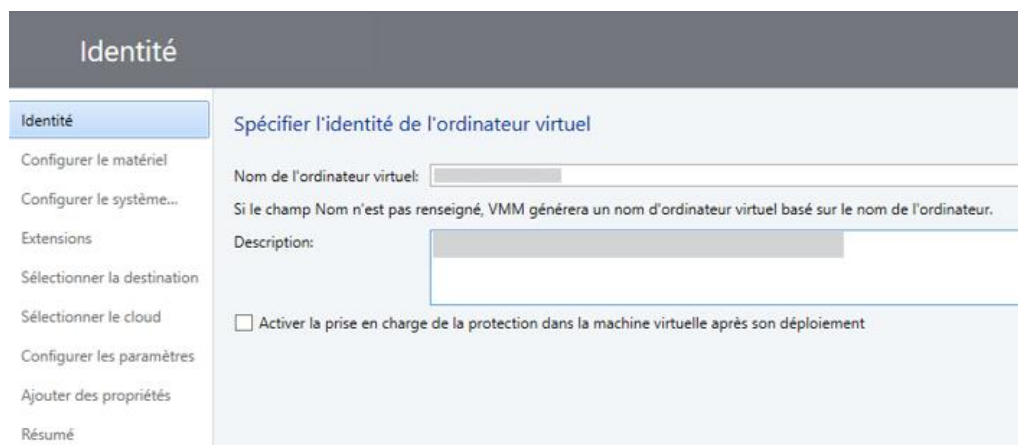 Identité
Identité
Configurer le matériel
Configurer le système...
Extensions
Sélectionner la destination
Sélectionner le cloud
Configurer les paramètres
Ajouter des propriétés
Résumé
Spécifier l'identité de l'ordinateur virtuel
Nom de l'ordinateur virtuel:
Si le champ Nom n'est pas renseigné, VMM générera un nom d'ordinateur virtuel basé sur le nom de l'ordinateur.
Description:
Activer la prise en charge de la protection dans la machine virtuelle après son déploiement